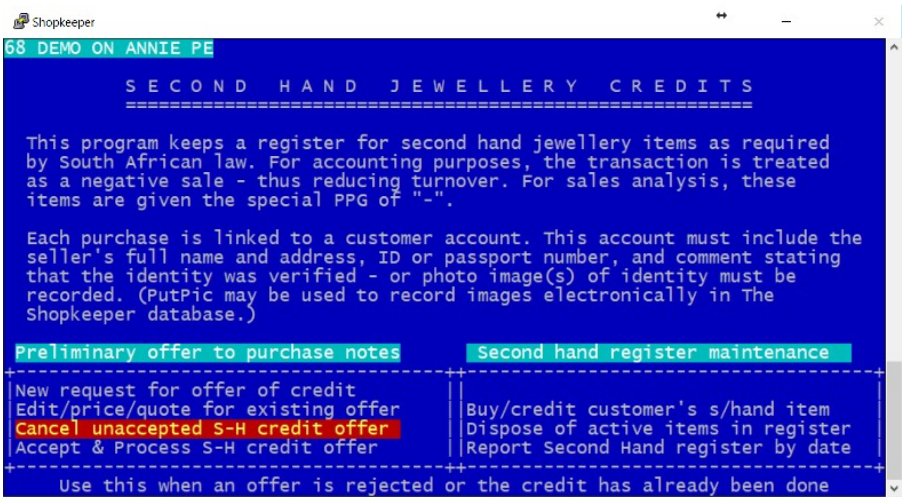 Shopkeeper
68 DEMO ON ANNIE PE
SECOND HAND JEWELLERY CREDITS
=========================================================
This program keeps a register for second hand jewellery items as required
by South African law. For accounting purposes, the transaction is treated
as a negative sale - thus reducing turnover. For sales analysis, these
items are given the special PPG of "-".
Each purchase is linked to a customer account. This account must include the
seller's full name and address, ID or passport number, and comment stating
that the identity was verified - or photo image(s) of identity must be
recorded. (PutPic may be used to record images electronically in The
Shopkeeper database.)
Preliminary offer to purchase notes
New request for offer of credit
Edit/price/quote for existing offer
Cancel unaccepted S-H credit offer
Accept & Process S-H credit offer
Second hand register maintenance
Buy/credit customer's s/hand item
Dispose of active items in register
Report Second Hand register by date
Use this when an offer is rejected or the credit has already been done